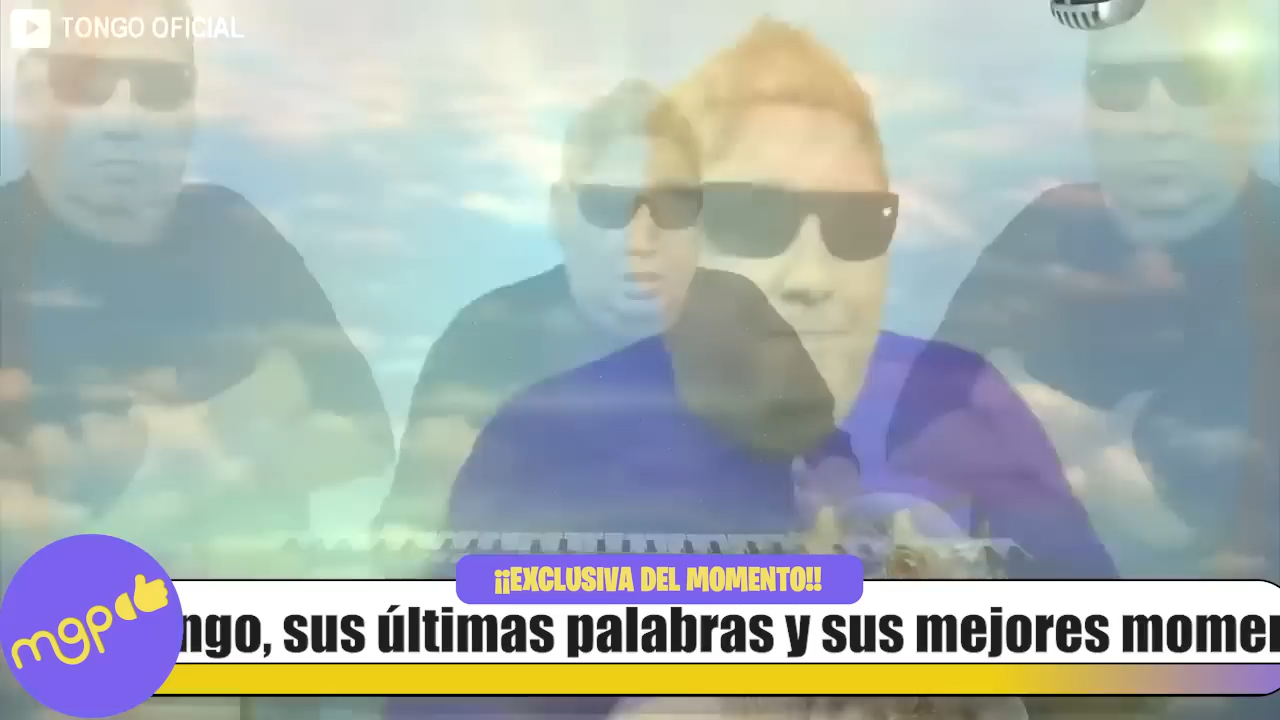 TONGO OFICIAL
¡¡EXCLUSIVA DEL MOMENTO!!
ngo, sus últimas palabras y sus mejores momen
mgp